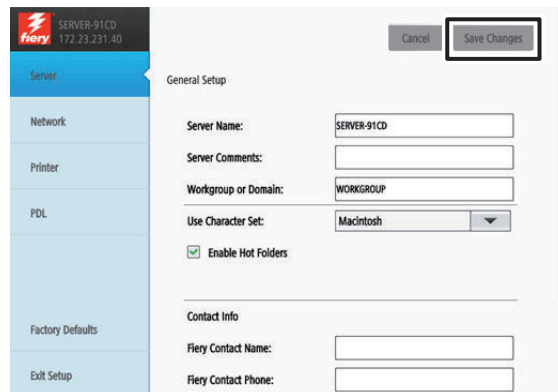 fiery
SERVER-91CD
172.23.231.40
Cancel
Save Changes
Server
General Setup
Network
Server Name:
SERVER-91CD
Server Comments:
Printer
Workgroup or Domain:
WORKGROUP
PDL
Use Character Set:
Macintosh
Enable Hot Folders
Contact Info
Factory Defaults
Fiery Contact Name:
Exit Setup
Fiery Contact Phone: